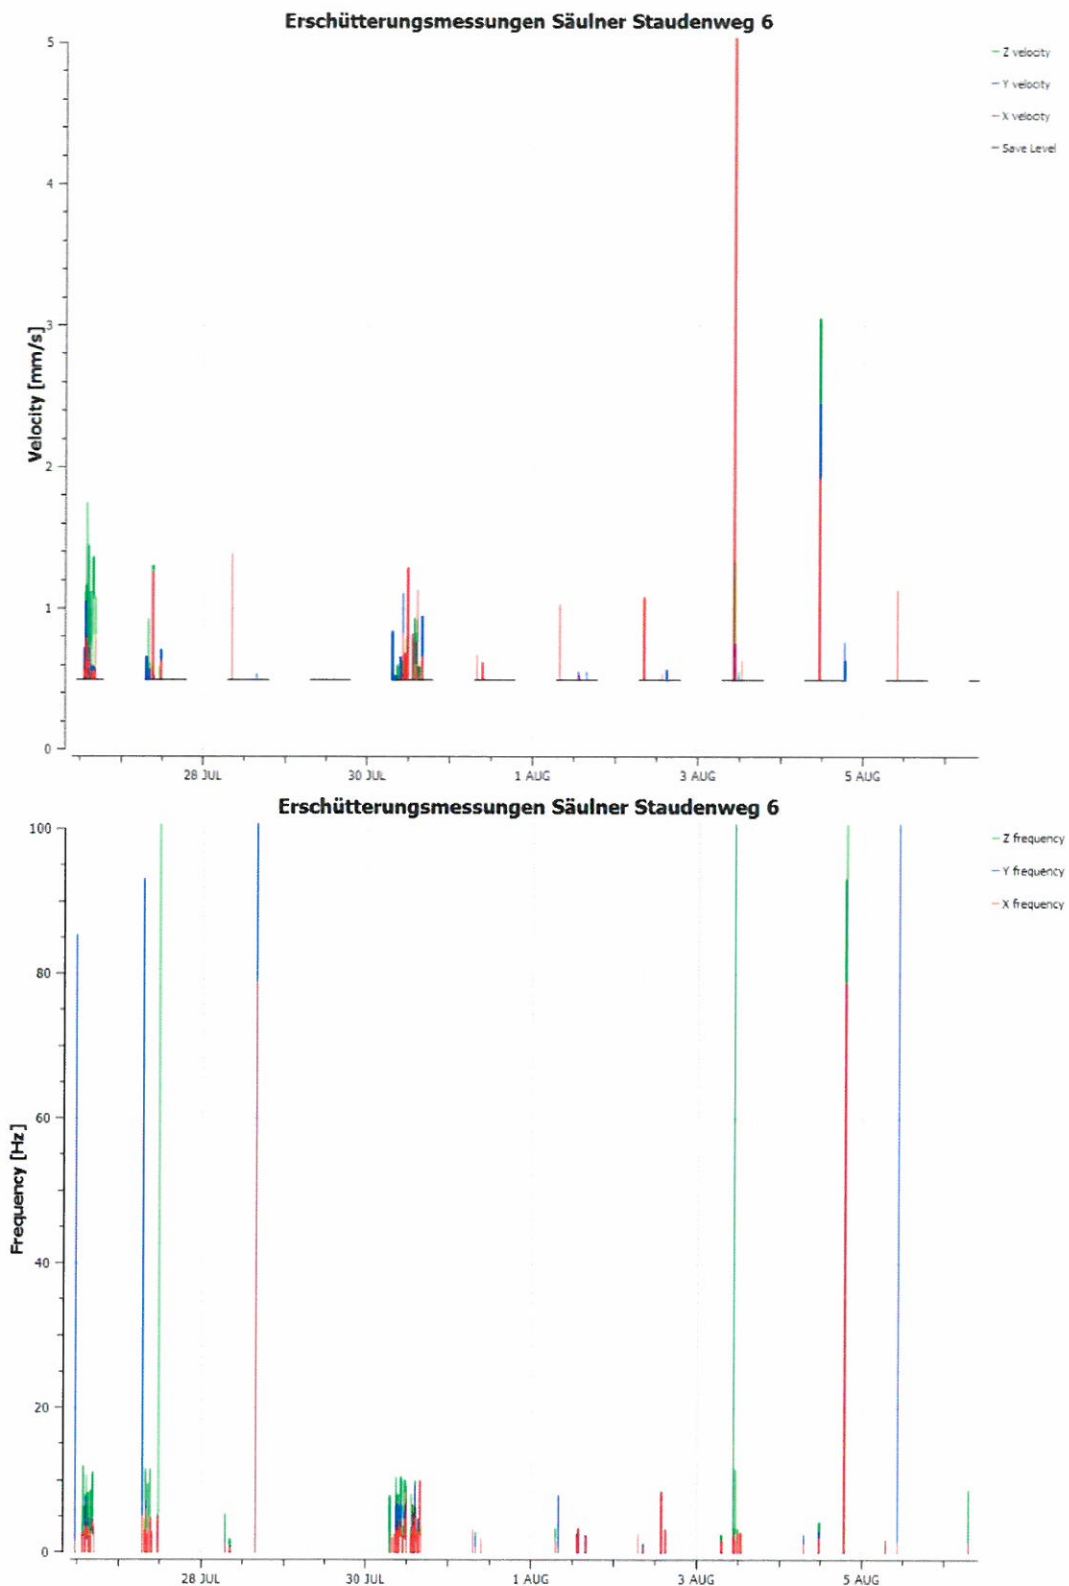 Erschütterungsmessungen Säulner Staudenweg 6
Z velocity
Y velocity
X velocity
Save Level
Velocity [mm/s]
5
4
3
2
1
0
28 JUL
30 JUL
1 AUG
3 AUG
5 AUG
Erschütterungsmessungen Säulner Staudenweg 6
Z frequency
Y frequency
X frequency
Frequency [Hz]
100
80
60
40
20
0
28 JUL
30 JUL
1 AUG
3 AUG
5 AUG